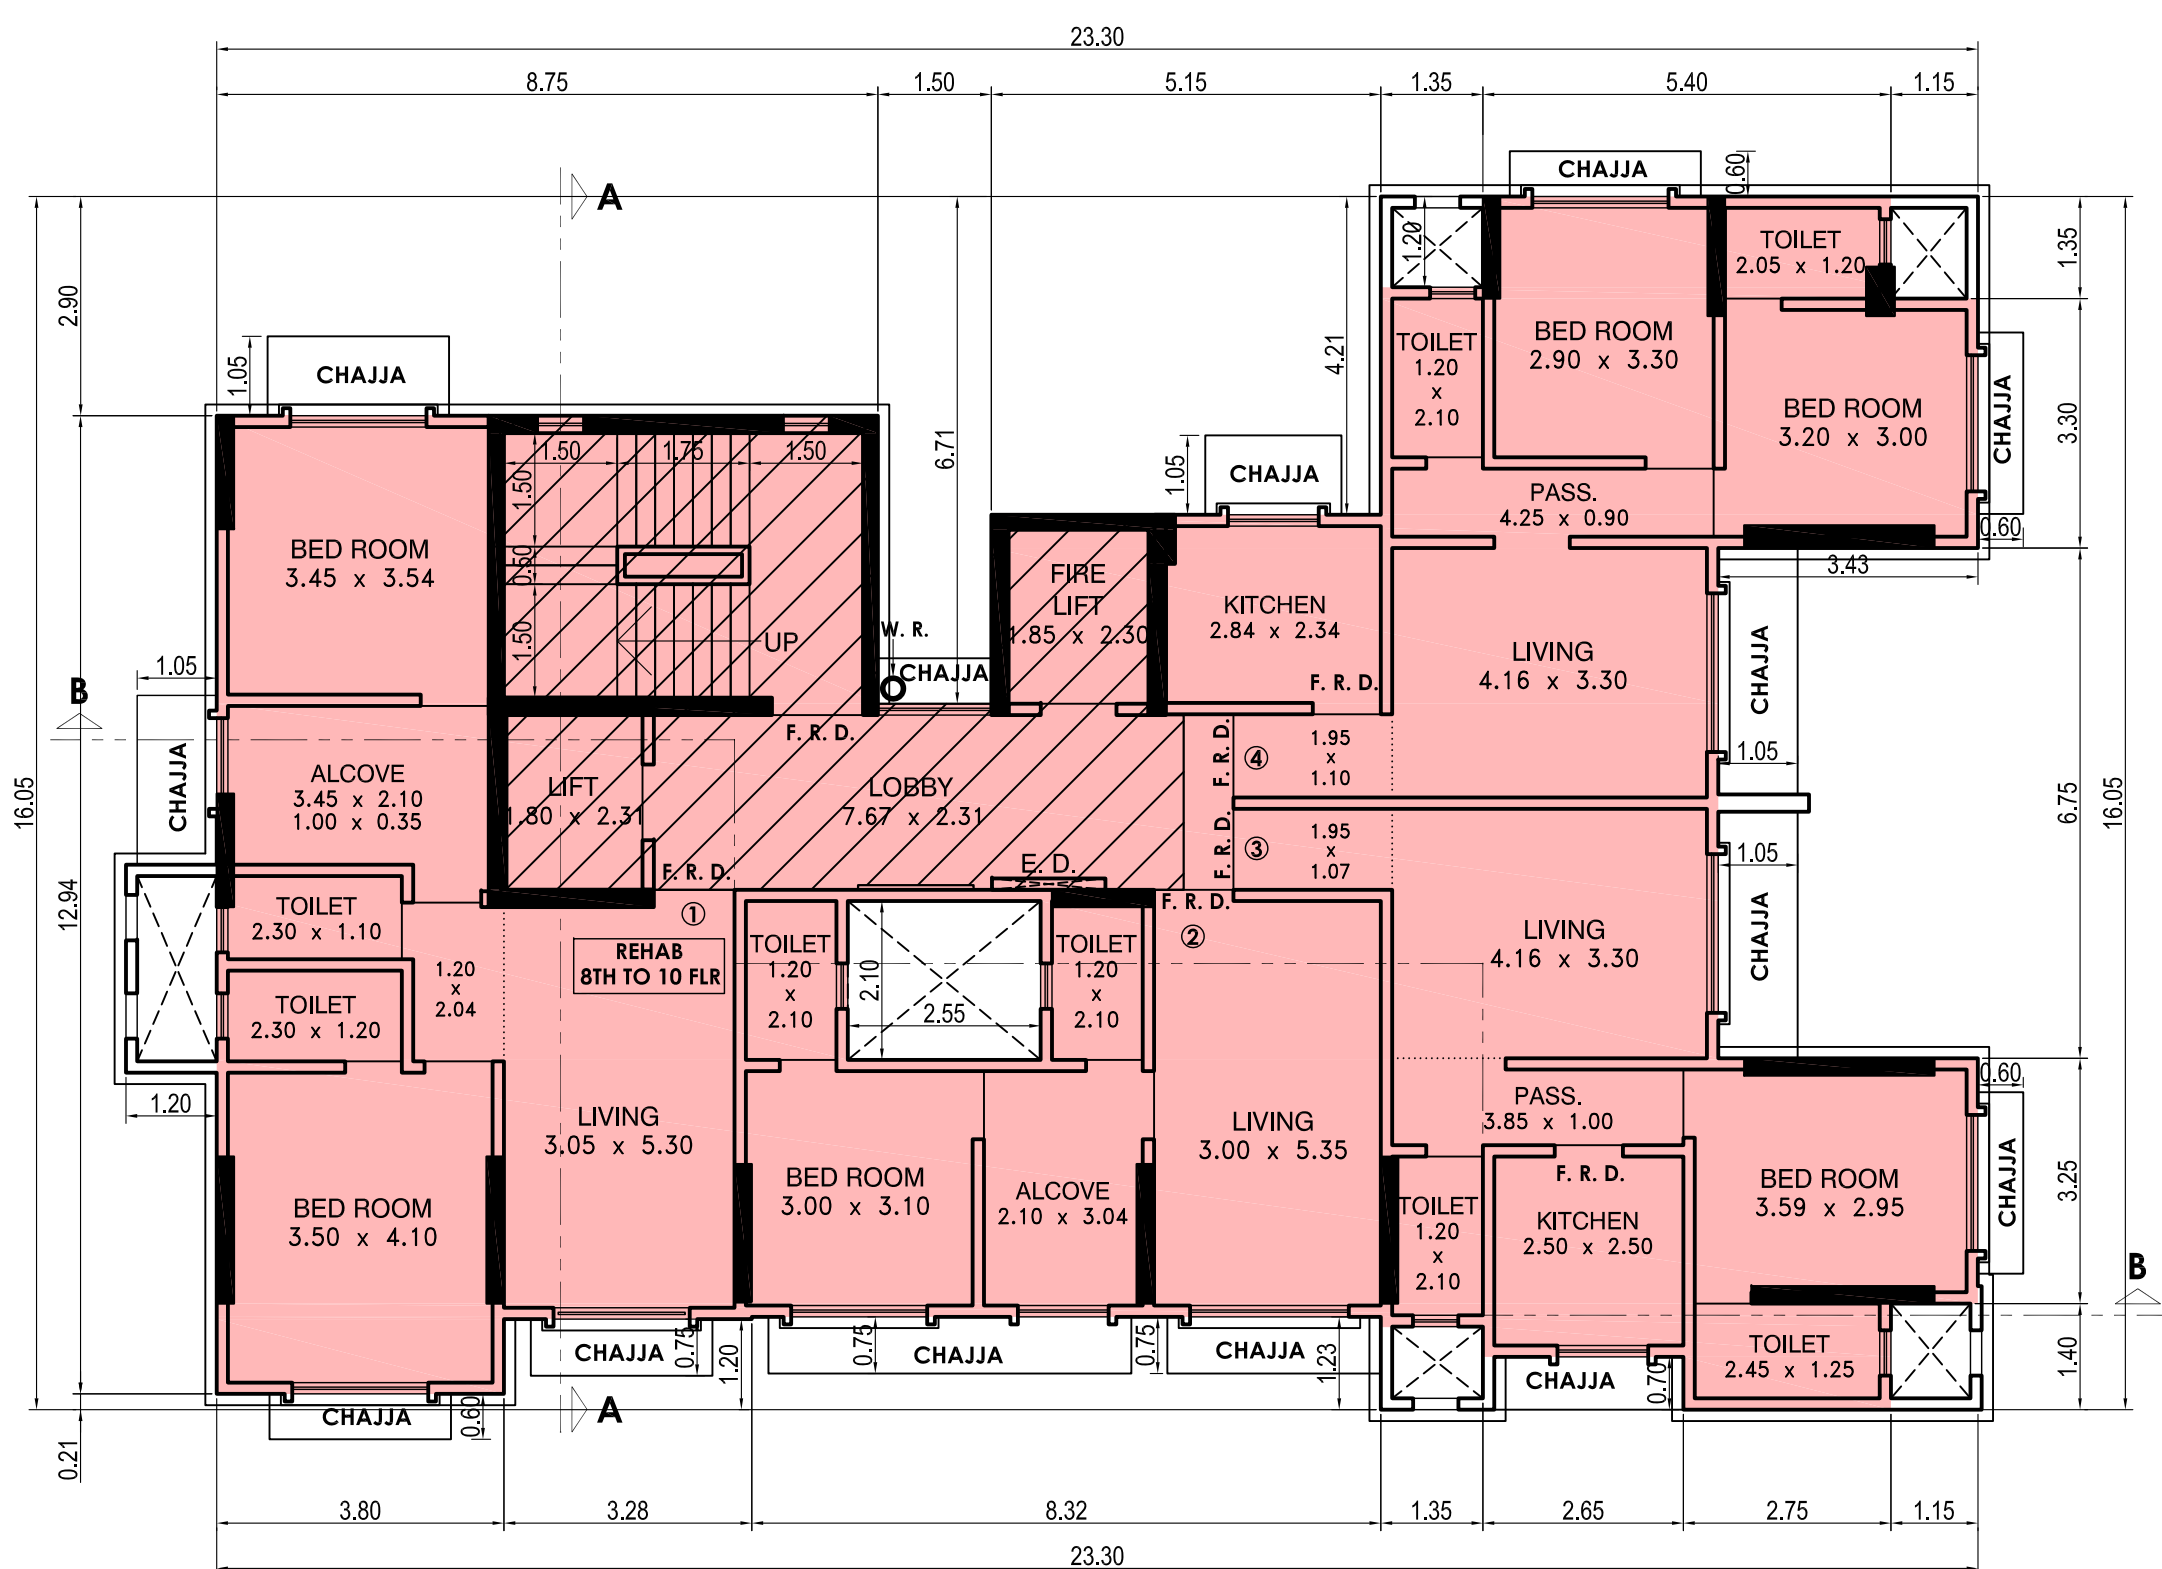 23.30
8.75
1.50
5.15
1.35
5.40
1.15
CHAJJA
0.60
A
16.05
2.90
6.71
4.21
1.20
TOILET
2.05 x 1.20
1.35
1.05
CHAJJA
TOILET
1.20
x
2.10
BED ROOM
2.90 x 3.30
BED ROOM
3.20 x 3.00
CHAJJA
3.30
1.50
1.75
1.50
1.50
0.50
1.50
UP
1.05
CHAJJA
PASS.
4.25 x 0.90
0.60
3.43
BED ROOM
3.45 x 3.54
FIRE
LIFT
1.85 x 2.30
KITCHEN
2.84 x 2.34
F. R. D.
LIVING
4.16 x 3.30
CHAJJA
1.05
W. R.
CHAJJA
1.05
B
CHAJJA
ALCOVE
3.45 x 2.10
1.00 x 0.35
LIFT
1.80 x 2.31
F. R. D.
LOBBY
7.67 x 2.31
F. R. D.
4
1.95
x
1.10
6.75
16.05
F. R. D.
E. D.
F. R. D.
3
1.95
x
1.07
1.05
CHAJJA
12.94
TOILET
2.30 x 1.10
1
REHAB
8TH TO 10 FLR
TOILET
1.20
x
2.10
2.10
2.55
TOILET
1.20
x
2.10
F. R. D.
2
LIVING
4.16 x 3.30
1.20
x
2.04
TOILET
2.30 x 1.20
1.20
LIVING
3.05 x 5.30
LIVING
3.00 x 5.35
PASS.
3.85 x 1.00
0.60
BED ROOM
3.50 x 4.10
BED ROOM
3.00 x 3.10
ALCOVE
2.10 x 3.04
TOILET
1.20
x
2.10
F. R. D.
KITCHEN
2.50 x 2.50
BED ROOM
3.59 x 2.95
CHAJJA
3.25
B
CHAJJA
0.75
1.20
0.75
CHAJJA
0.75
CHAJJA
1.23
CHAJJA
0.70
TOILET
2.45 x 1.25
1.40
CHAJJA
0.60
A
0.21
3.80
3.28
8.32
1.35
2.65
2.75
1.15
23.30